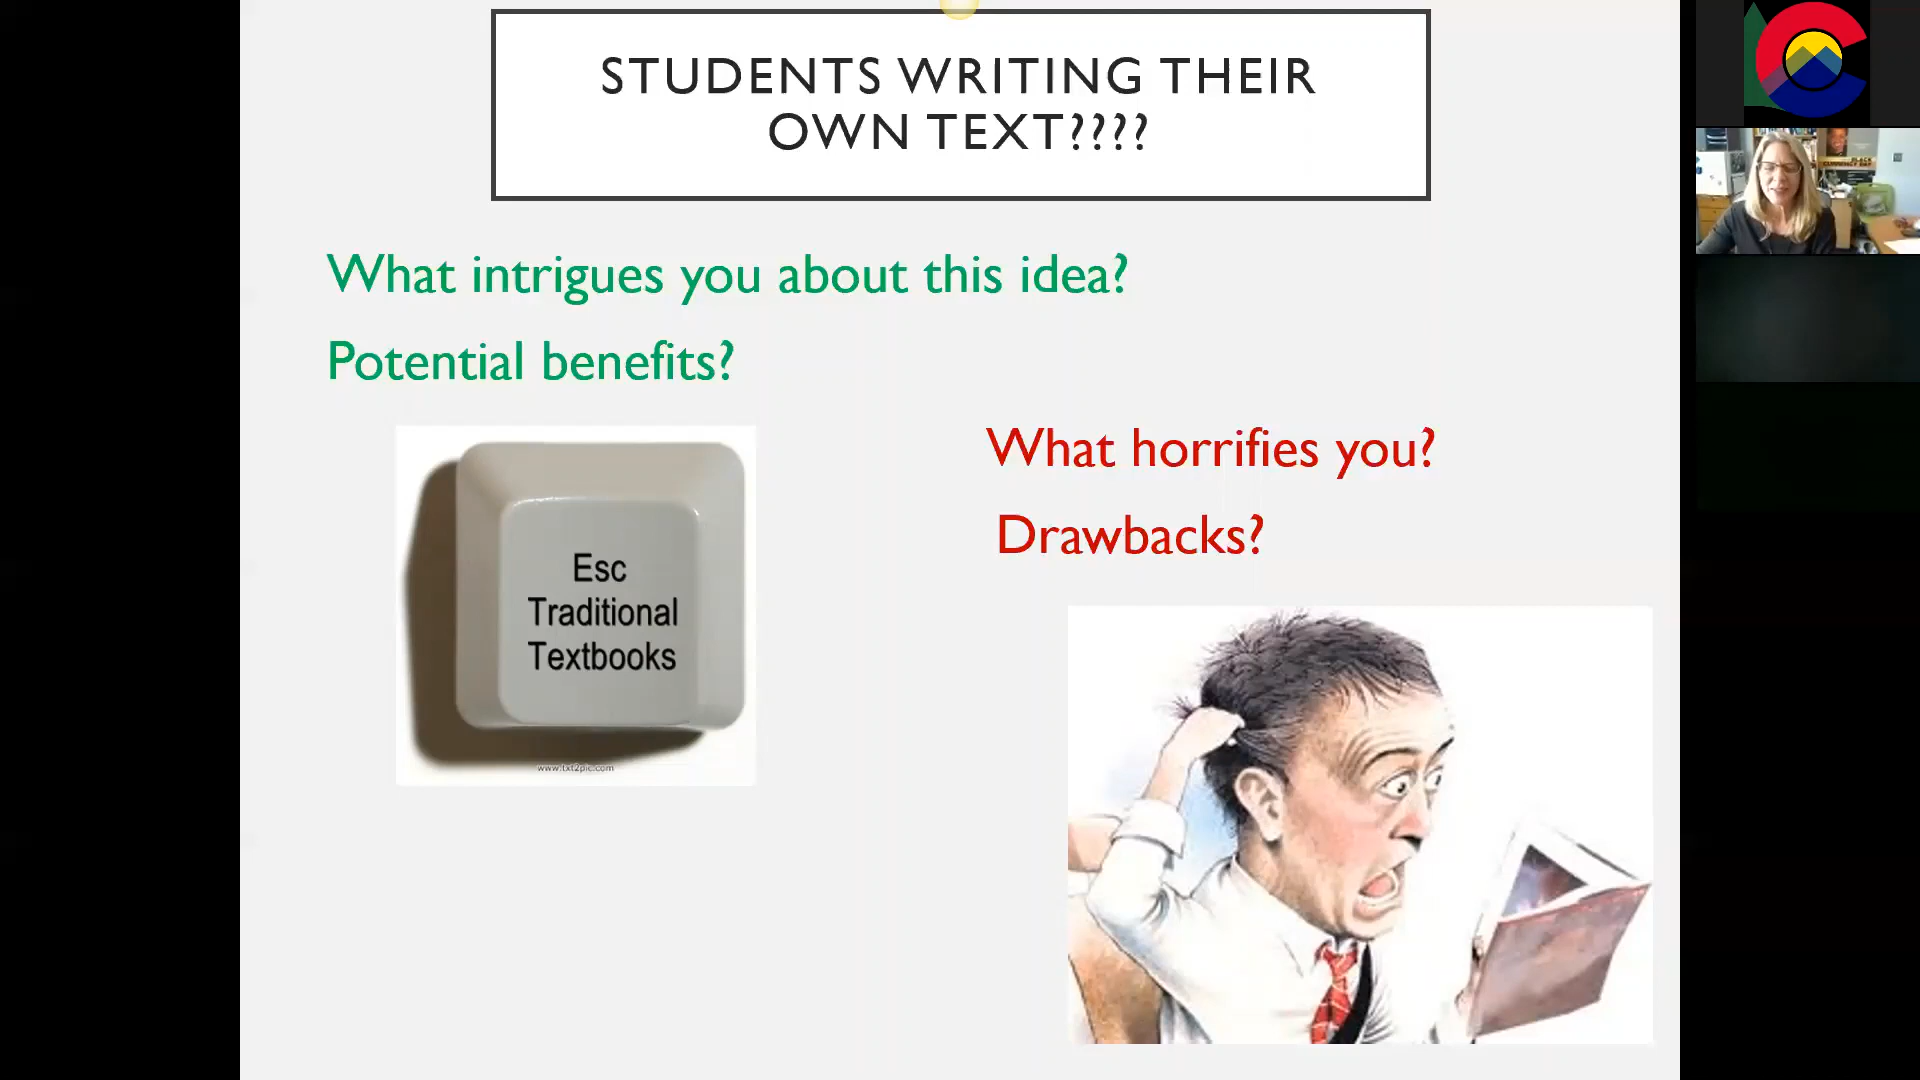 STUDENTS WRITING THEIR
OWN TEXT????
What intrigues you about this idea?
Potential benefits?
What horrifies you?
Drawbacks?
Esc
Traditional
Textbooks
www.txt2pic.com